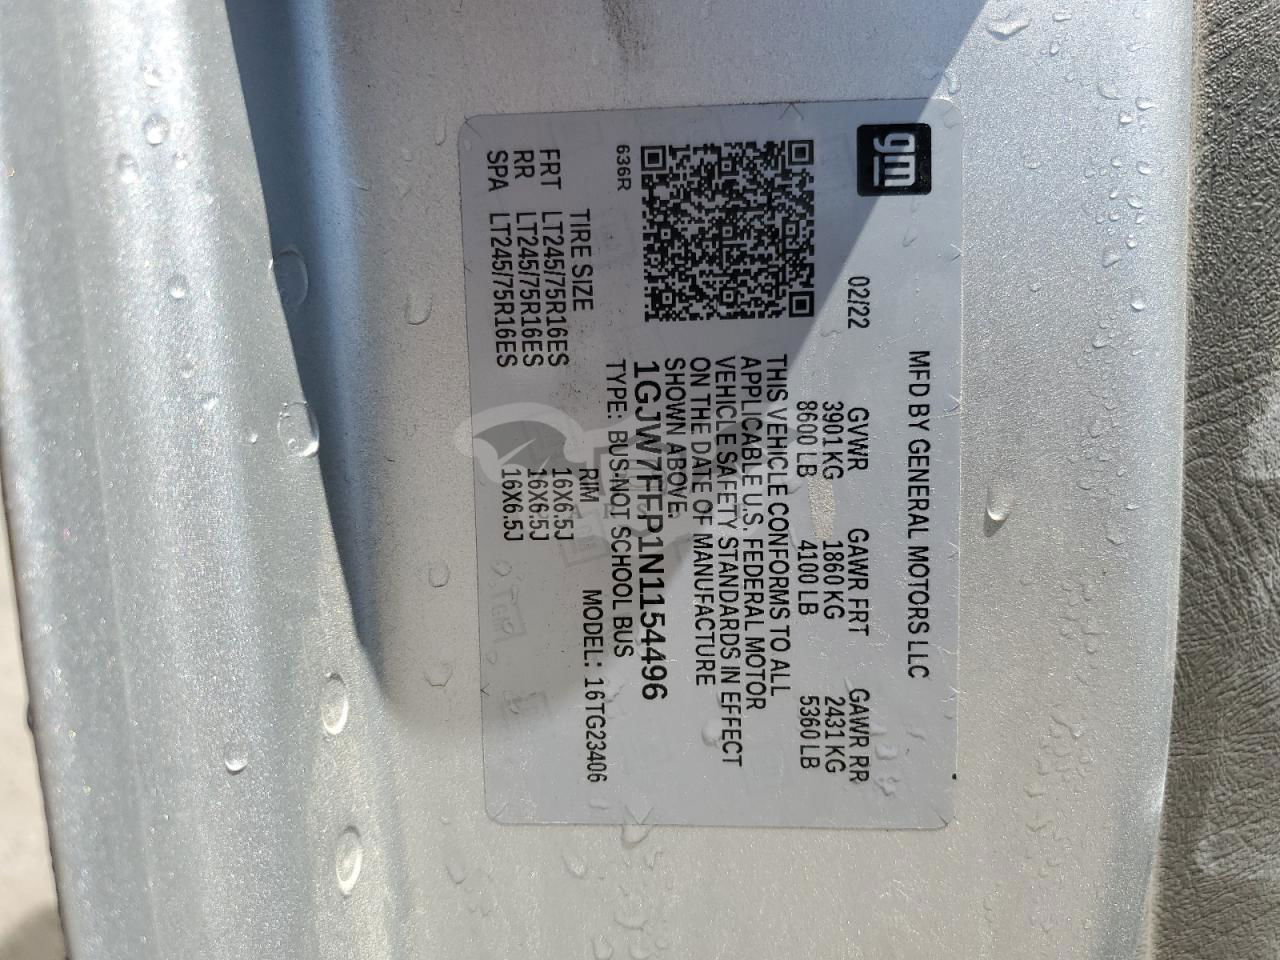 gm
MFD BY GENERAL MOTORS LLC
02/22
GVWR GAWR FRT GAWR RR
3901 KG 1860 KG 2431 KG
8600 LB 4100 LB 5360 LB
THIS VEHICLE CONFORMS TO ALL
APPLICABLE U.S. FEDERAL MOTOR
VEHICLE SAFETY STANDARDS IN EFFECT
ON THE DATE OF MANUFACTURE
SHOWN ABOVE.
1GJW7FFP1N1154496
636R
TYPE: BUS-NOT SCHOOL BUS
MODEL: 16TG23406
TIRE SIZE RIM
FRT LT245/75R16ES 16X6.5J
RR LT245/75R16ES 16X6.5J
SPA LT245/75R16ES 16X6.5J